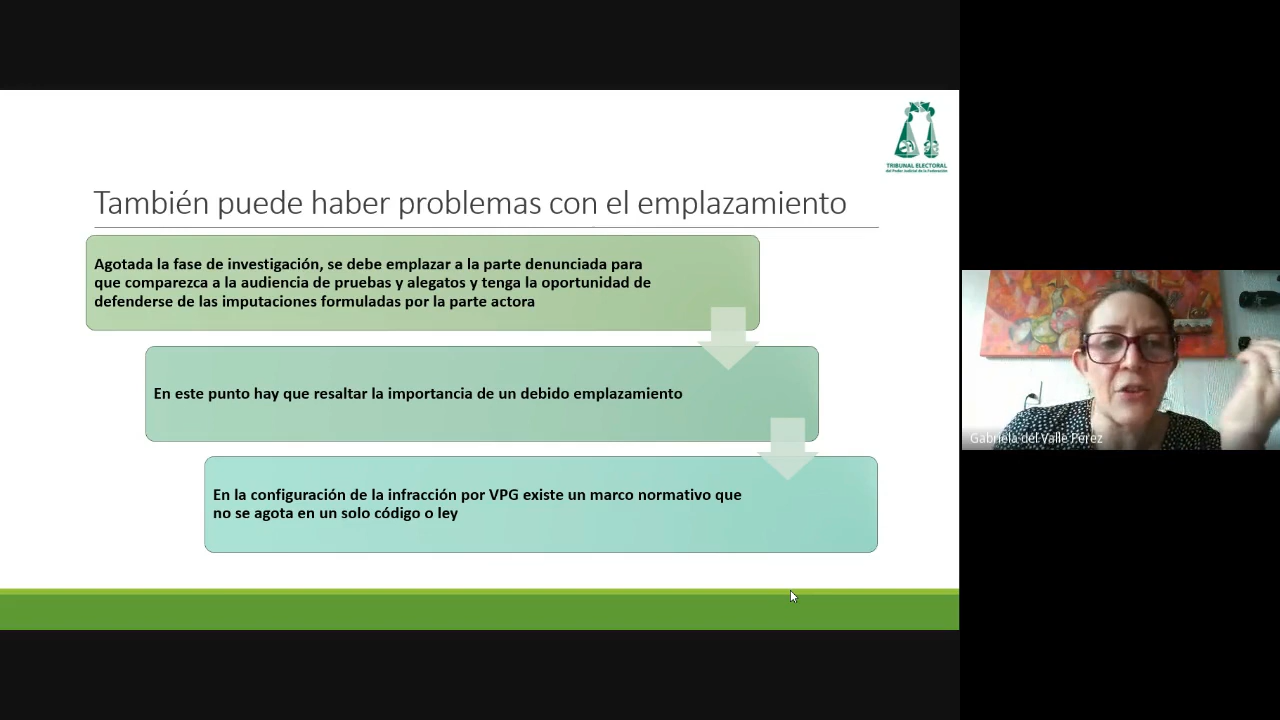 TRIBUNAL ELECTORAL
del Poder Judicial de la Federación
También puede haber problemas con el emplazamiento
Agotada la fase de investigación, se debe emplazar a la parte denunciada para
que comparezca a la audiencia de pruebas y alegatos y tenga la oportunidad de
defenderse de las imputaciones formuladas por la parte actora
En este punto hay que resaltar la importancia de un debido emplazamiento
En la configuración de la infracción por VPG existe un marco normativo que
no se agota en un solo código o ley
Gabriela del Valle Pérez